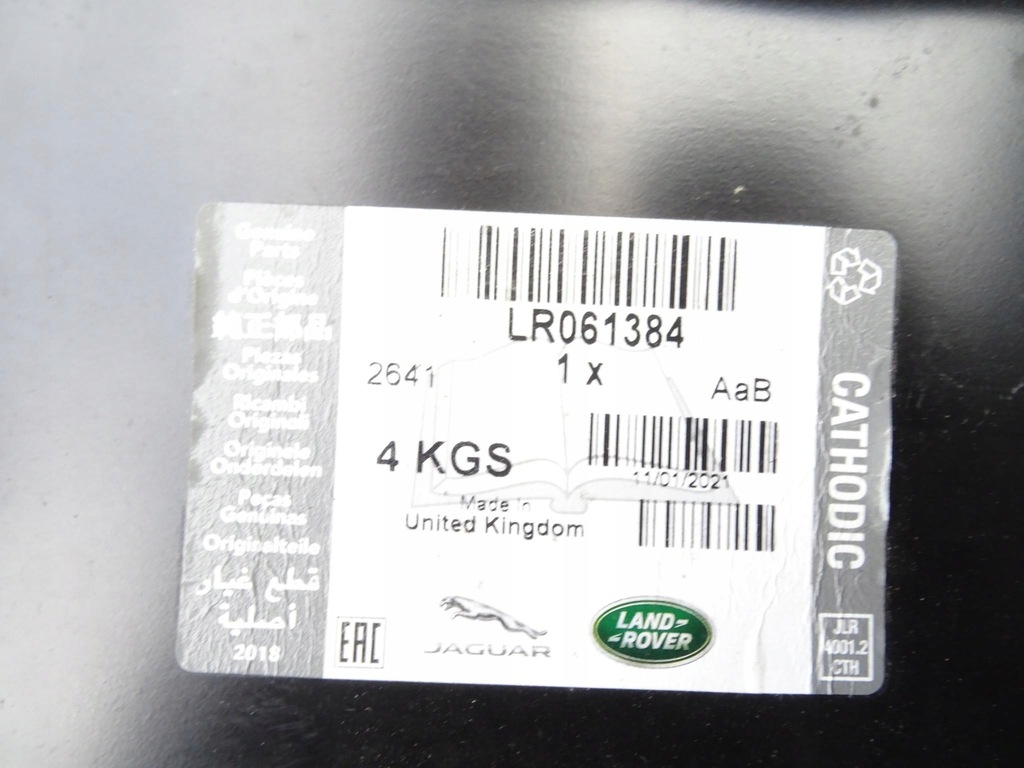 Genuine
Parts
Pièces
d'Origine
純正部品
Piezas
Originales
Ricambi
Originali
Originele
Onderdelen
Peças
Genuínas
Originalteile
قطع غيار
أصلية
2018
LR061384
1 x
2641
AaB
4 KGS
11/01/2021
Made in
United Kingdom
EAC
JAGUAR
LAND-
-ROVER
CATHODIC
JLR
4001.2
CTH